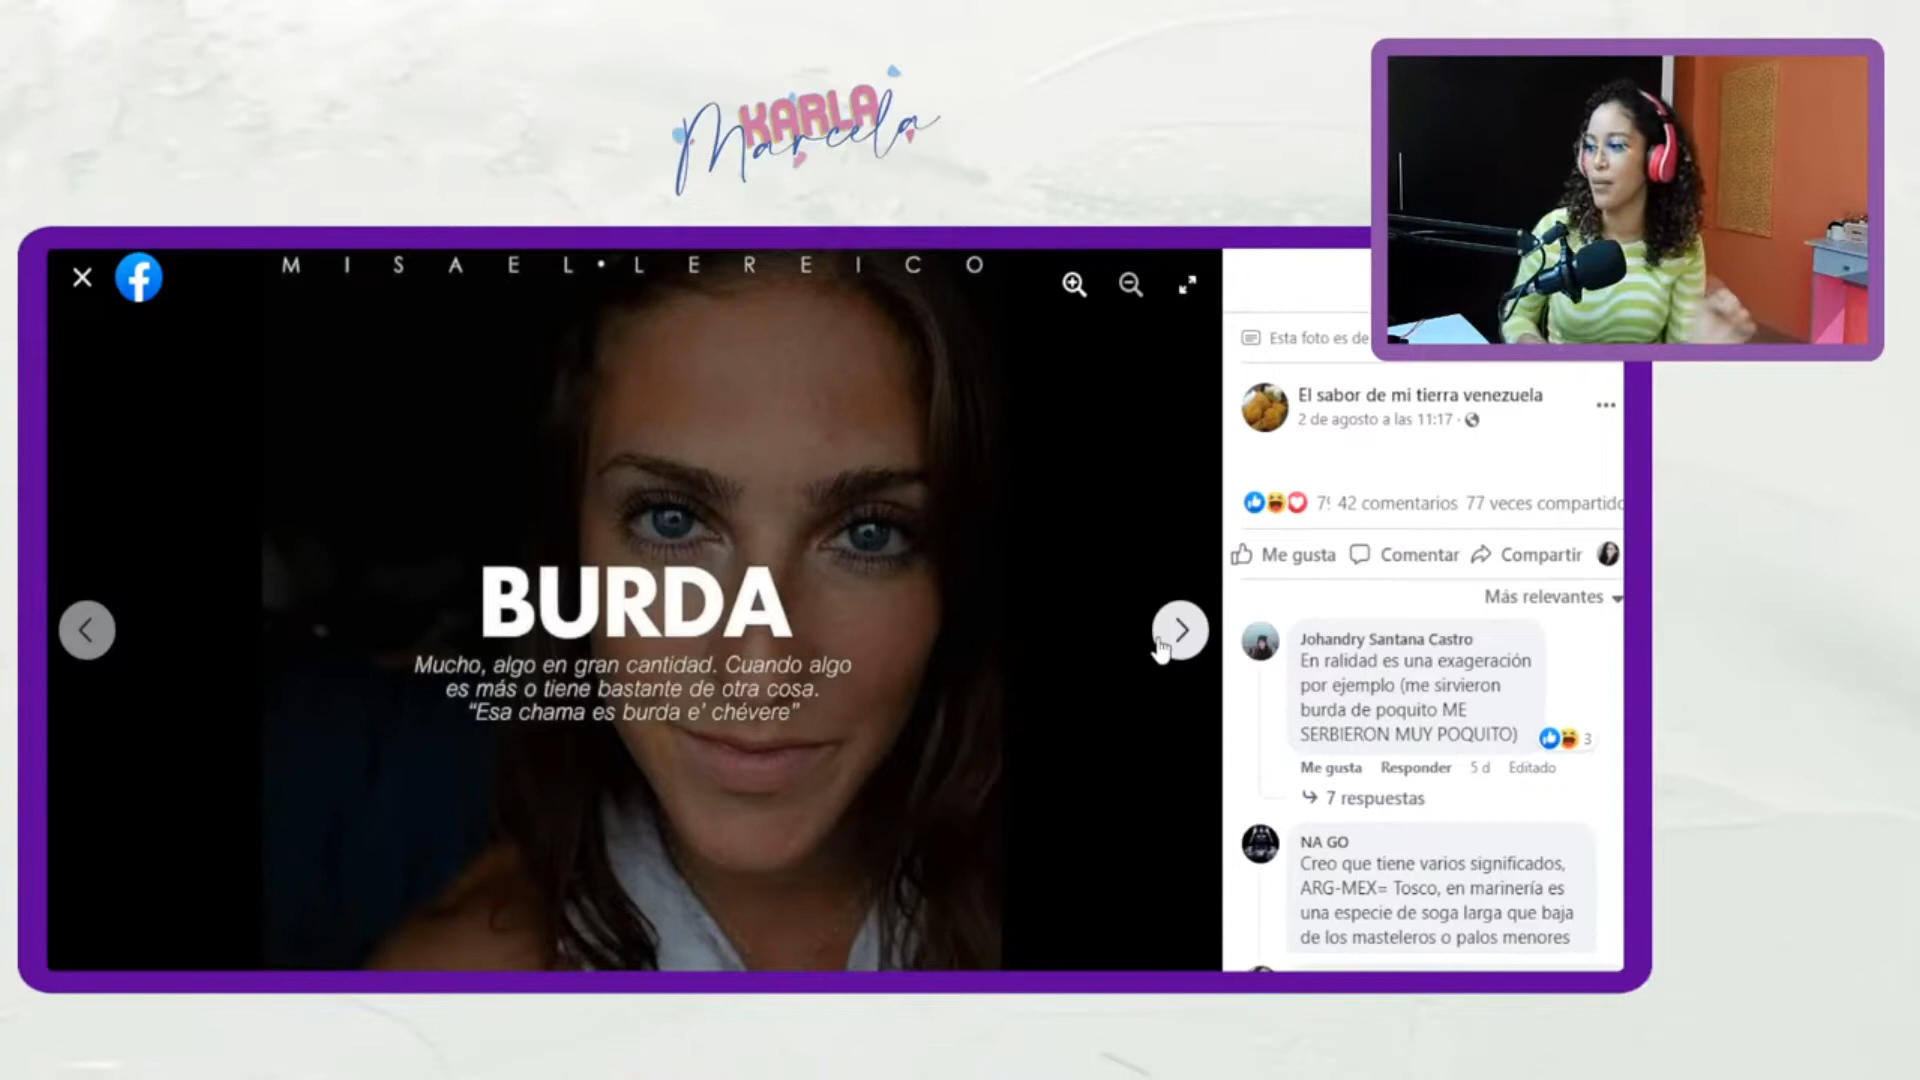 KARLA
Marcela
MISAEL•LEREICO
BURDA
Mucho, algo en gran cantidad. Cuando algo
es más o tiene bastante de otra cosa.
“Esa chama es burda e’ chévere”
Esta foto es de
El sabor de mi tierra venezuela
2 de agosto a las 11:17 ·
42 comentarios 77 veces compartido
Me gusta Comentar Compartir
Más relevantes
Johandry Santana Castro
En ralidad es una exageración
por ejemplo (me sirvieron
burda de poquito ME
SERBIERON MUY POQUITO)
3
Me gusta Responder 5 d Editado
7 respuestas
NA GO
Creo que tiene varios significados,
ARG-MEX= Tosco, en marinería es
una especie de soga larga que baja
de los masteleros o palos menores